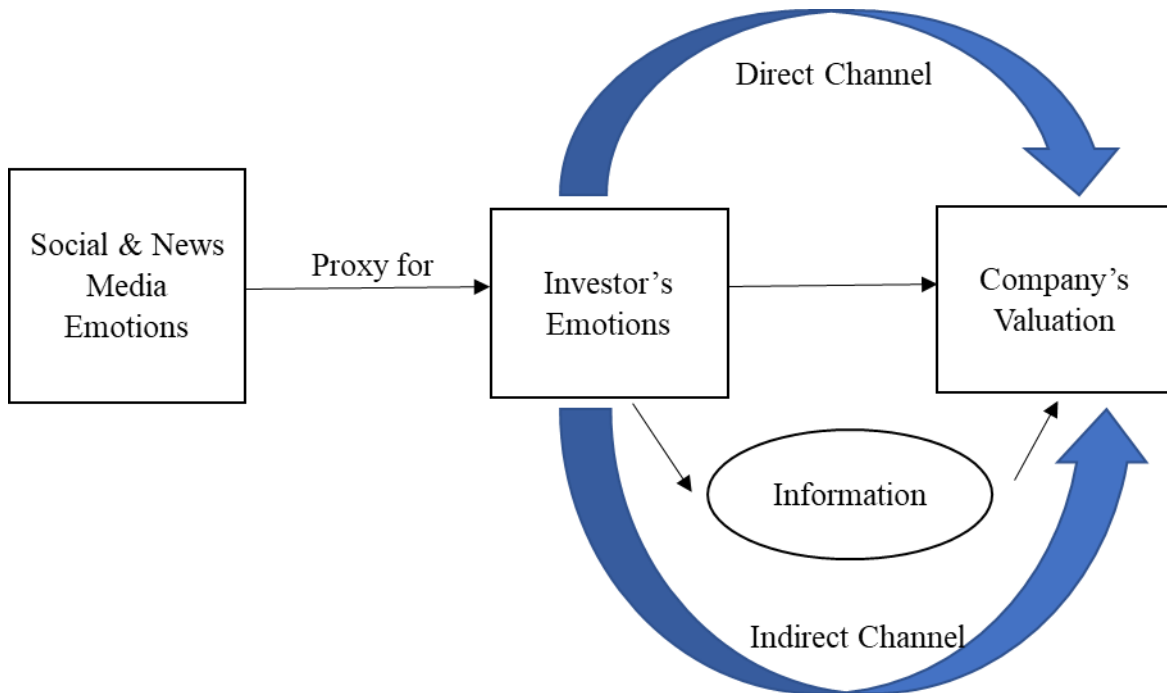 Direct Channel
Social & News
Media
Emotions
Proxy for
Investor’s
Emotions
Company’s
Valuation
Information
Indirect Channel